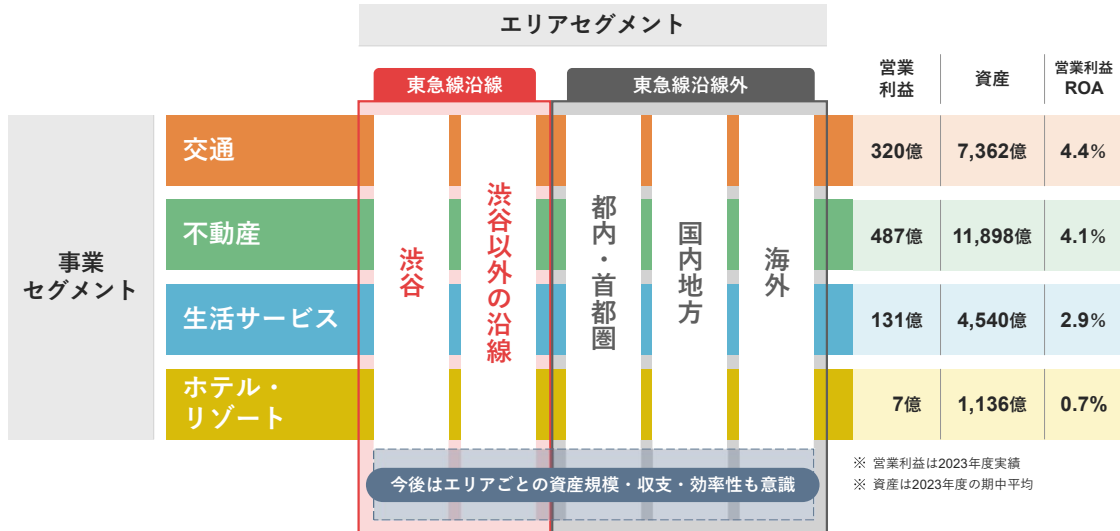 エリアセグメント
東急線沿線
東急線沿線外
営業
利益
資産
営業利益
ROA
事業
セグメント
交通
320億
7,362億
4.4%
不動産
487億
11,898億
4.1%
生活サービス
131億
4,540億
2.9%
ホテル・
リゾート
7億
1,136億
0.7%
渋谷
渋谷以外の沿線
都内・首都圏
国内地方
海外
今後はエリアごとの資産規模・収支・効率性も意識
※ 営業利益は2023年度実績
※ 資産は2023年度の期中平均